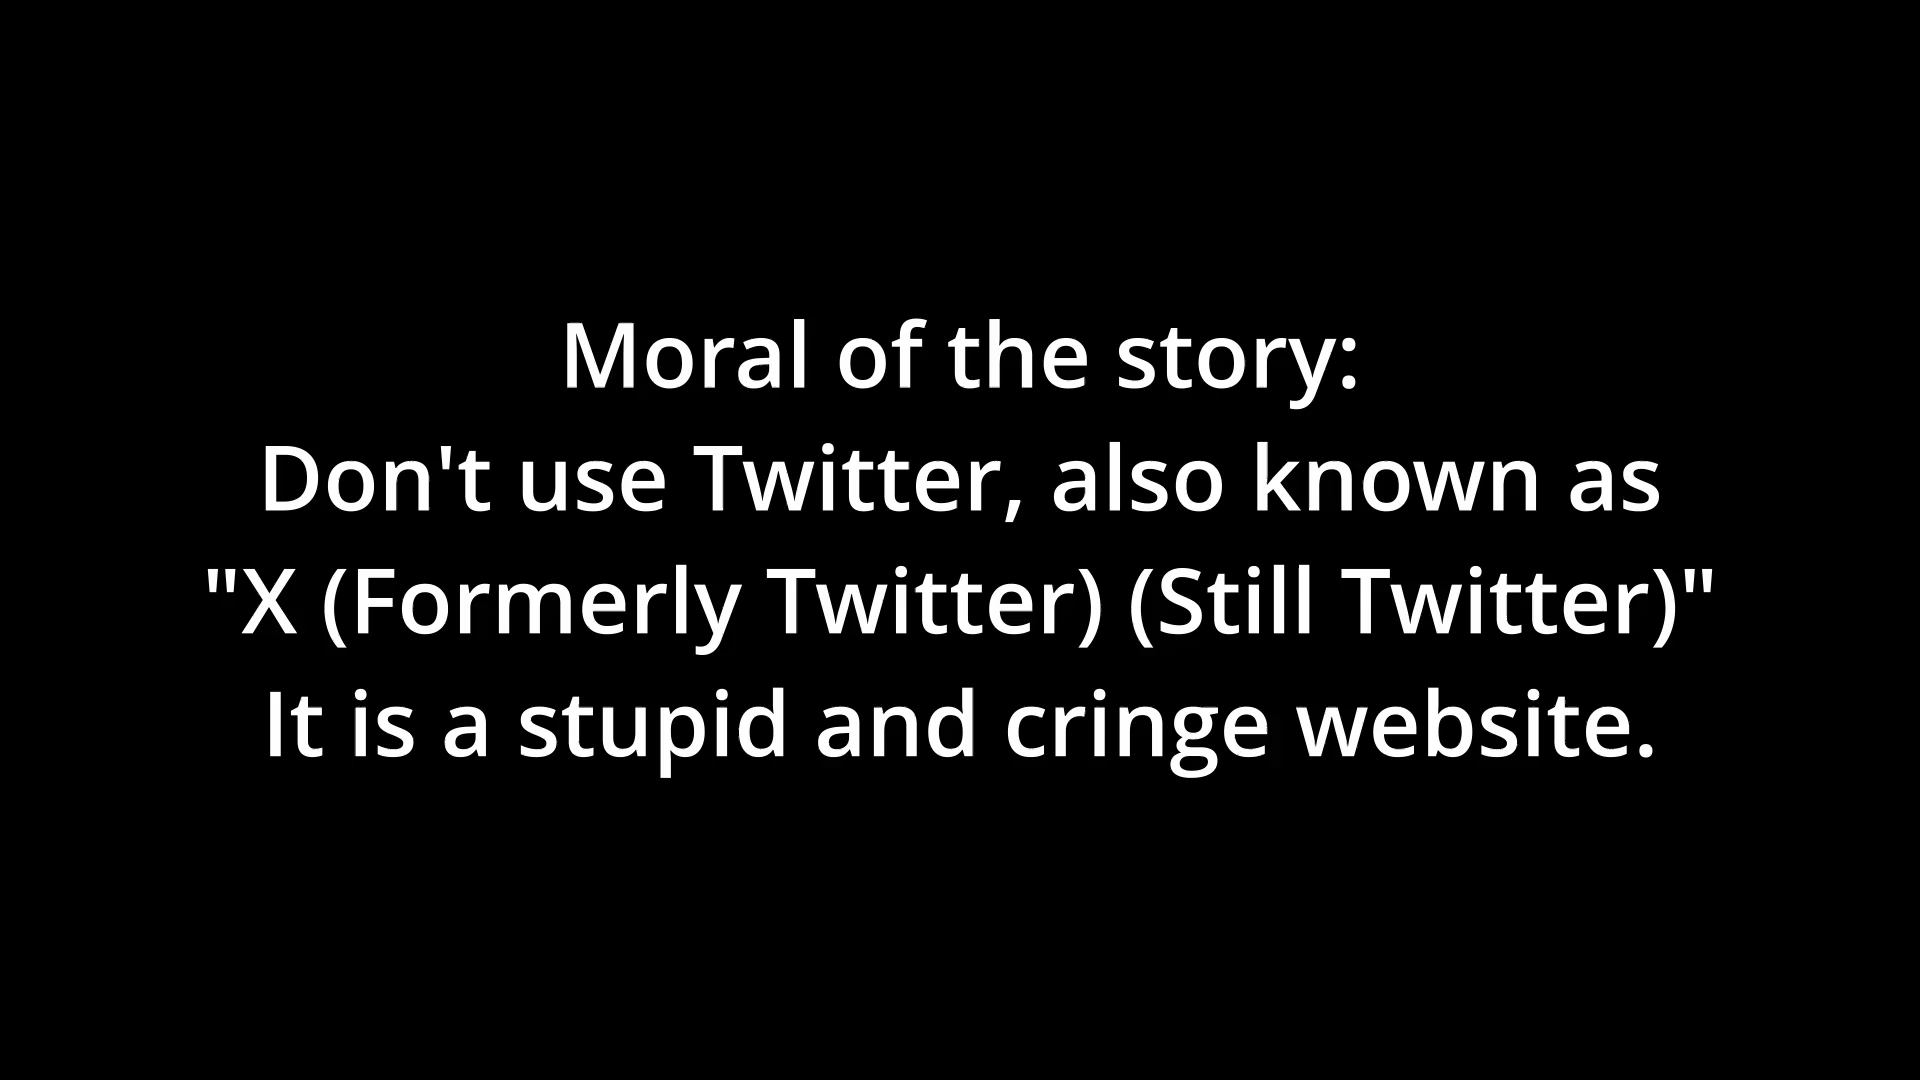 Moral of the story:
Don't use Twitter, also known as
"X (Formerly Twitter) (Still Twitter)"
It is a stupid and cringe website.